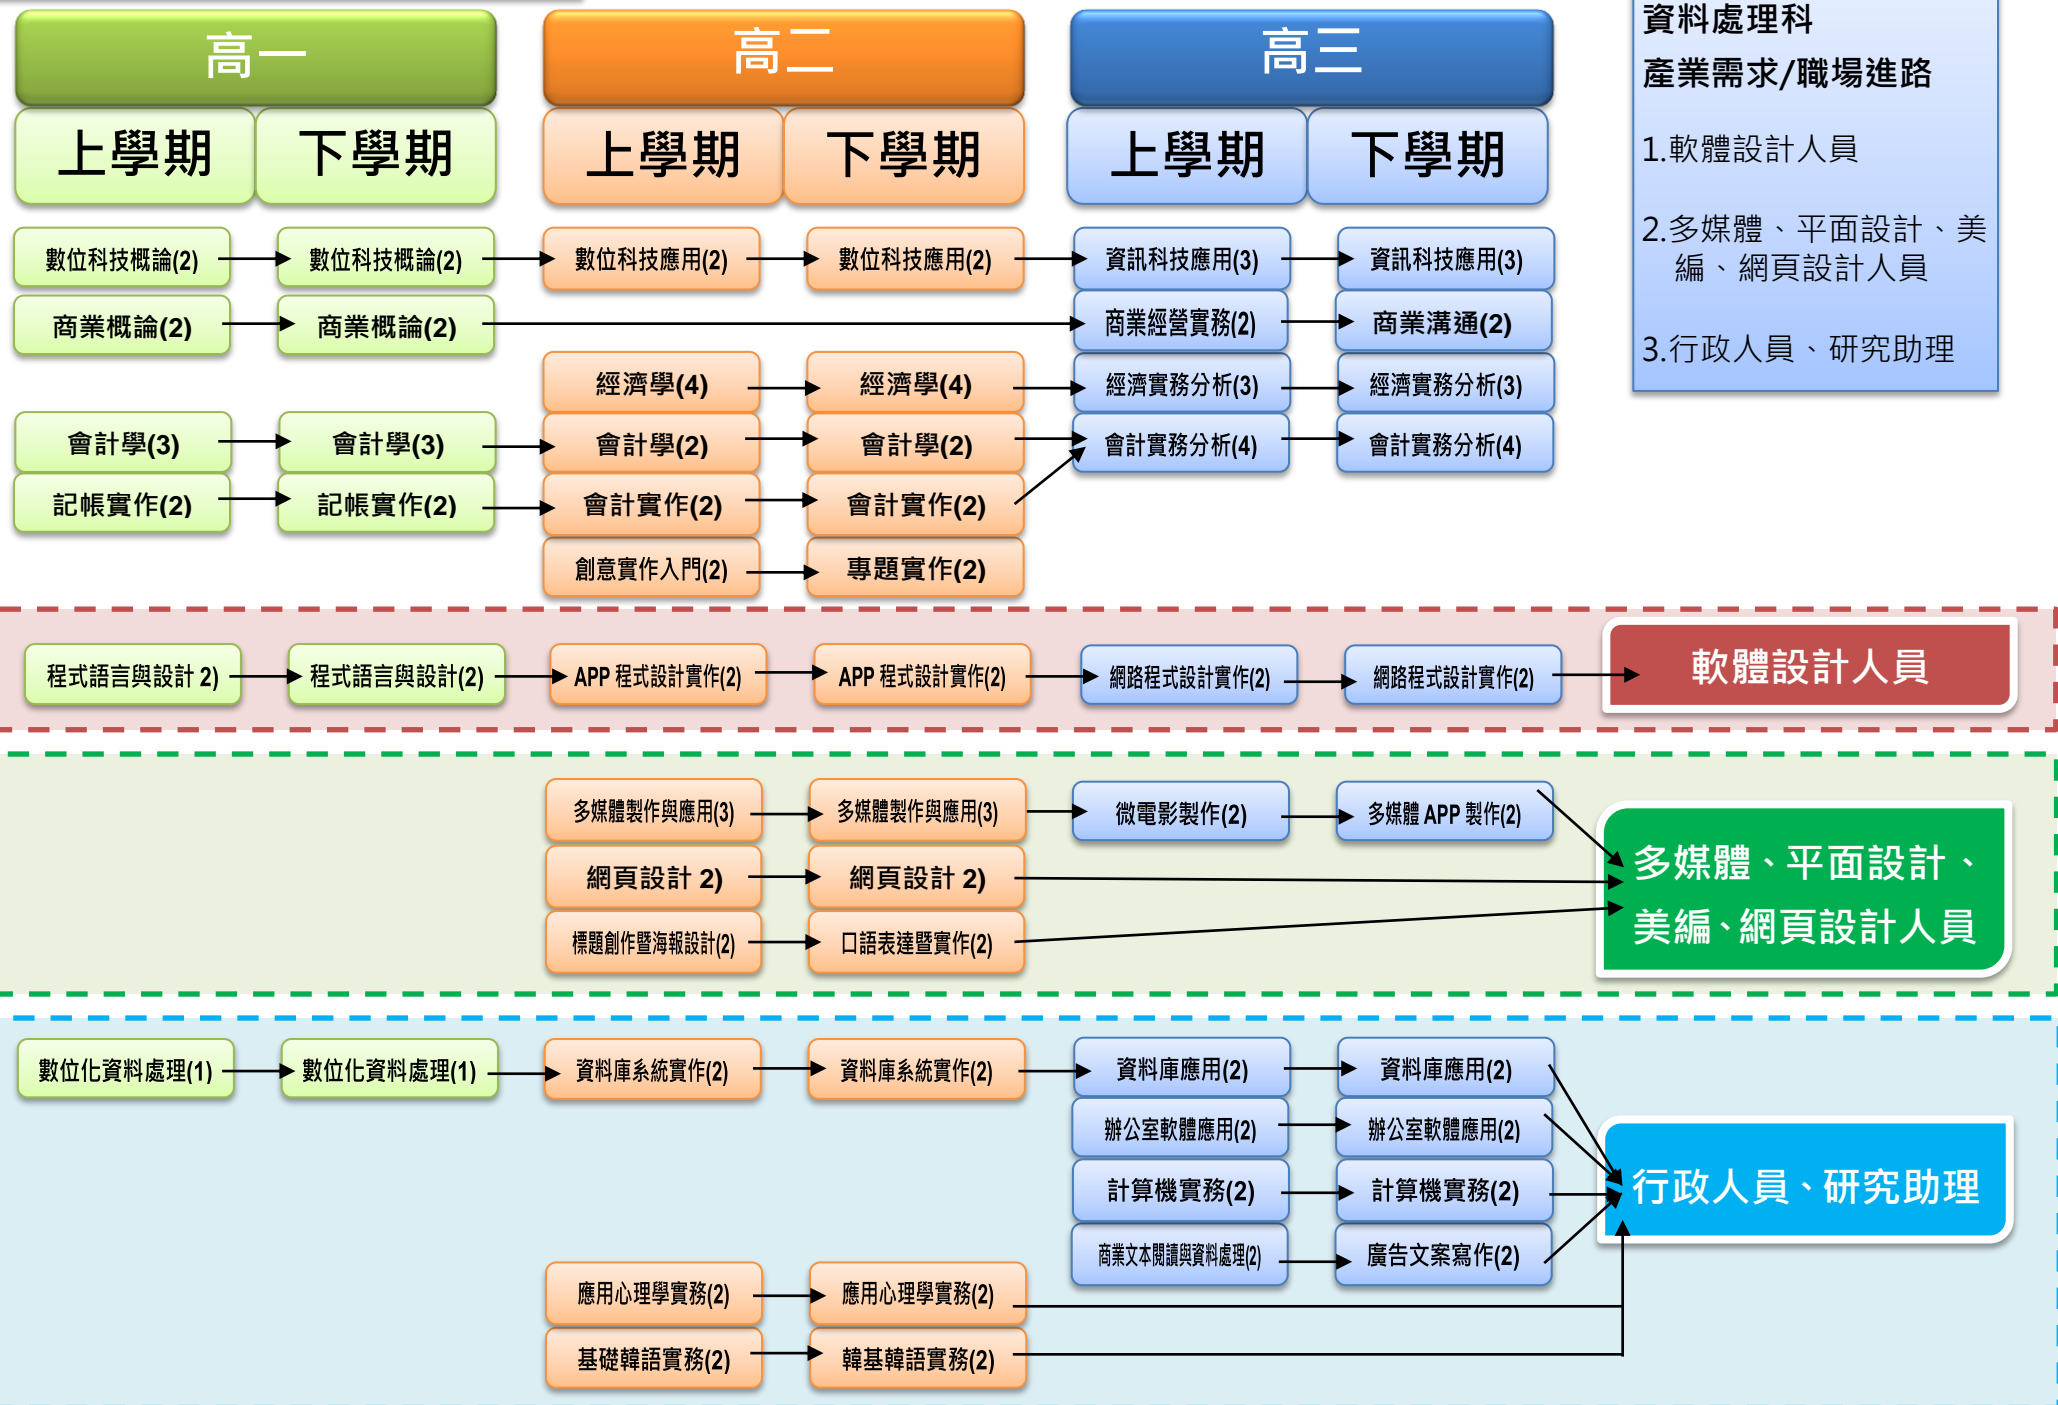 高一
高二
高三
上學期
下學期
上學期
下學期
上學期
下學期
資料處理科
產業需求/職場進路
1.軟體設計人員
2.多媒體、平面設計、美
編、網頁設計人員
3.行政人員、研究助理
數位科技概論(2)
數位科技概論(2)
數位科技應用(2)
數位科技應用(2)
資訊科技應用(3)
資訊科技應用(3)
商業概論(2)
商業概論(2)
商業經營實務(2)
商業溝通(2)
經濟學(4)
經濟學(4)
經濟實務分析(3)
經濟實務分析(3)
會計學(3)
會計學(3)
會計學(2)
會計學(2)
會計實務分析(4)
會計實務分析(4)
記帳實作(2)
記帳實作(2)
會計實作(2)
會計實作(2)
創意實作入門(2)
專題實作(2)
程式語言與設計 2)
程式語言與設計(2)
APP 程式設計實作(2)
APP 程式設計實作(2)
網路程式設計實作(2)
網路程式設計實作(2)
軟體設計人員
多媒體製作與應用(3)
多媒體製作與應用(3)
微電影製作(2)
多媒體 APP 製作(2)
網頁設計 2)
網頁設計 2)
標題創作暨海報設計(2)
口語表達暨實作(2)
多媒體、平面設計、
美編、網頁設計人員
數位化資料處理(1)
數位化資料處理(1)
資料庫系統實作(2)
資料庫系統實作(2)
資料庫應用(2)
資料庫應用(2)
辦公室軟體應用(2)
辦公室軟體應用(2)
計算機實務(2)
計算機實務(2)
商業文本閱讀與資料處理(2)
廣告文案寫作(2)
行政人員、研究助理
應用心理學實務(2)
應用心理學實務(2)
基礎韓語實務(2)
韓基韓語實務(2)